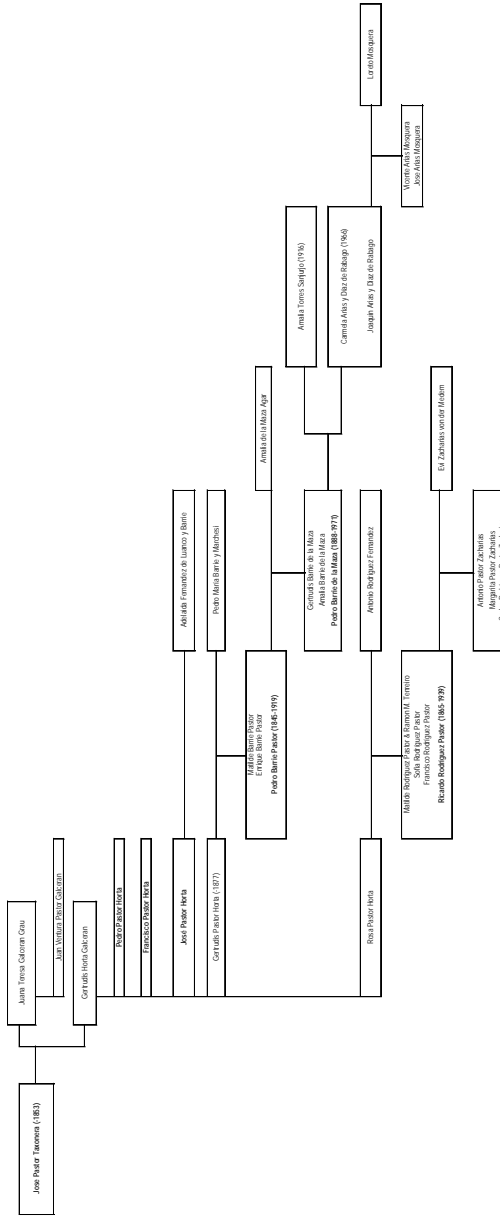 Jose Pastor Taxonera (-1853)
Juana Teresa Galceran Grau
Gertrudis Horta Galceran
Juan Ventura Pastor Galceran
Pedro Pastor Horta
Francisco Pastor Horta
José Pastor Horta
Gertrudis Pastor Horta (-1877)
Rosa Pastor Horta
Adelaida Fernandez de Luanco y Barrie
Pedro Maria Barrie y Marchesi
Matilde Barrie Pastor
Enrique Barrie Pastor
Pedro Barrie Pastor (1845-1919)
Antonio Rodriguez Fernandez
Matilde Rodriguez Pastor & Ramon M. Tenreiro
Sofia Rodriguez Pastor
Francisco Rodriguez Pastor
Ricardo Rodriguez Pastor (1865-1939)
Amalia de la Maza Agar
Gertrudis Barrie de la Maza
Amalia Barrie de la Maza
Pedro Barrie de la Maza (1888-1971)
Evi Zacharias von der Medem
Antonio Pastor Zacharias
Margarita Pastor Zacharias
Amalia Torres Sanjurjo (1916)
Carmela Arias y Diaz de Rabago (1966)
Joaquin Arias y Diaz de Rabago
Loreto Mosquera
Vicente Arias Mosquera
Jose Arias Mosquera